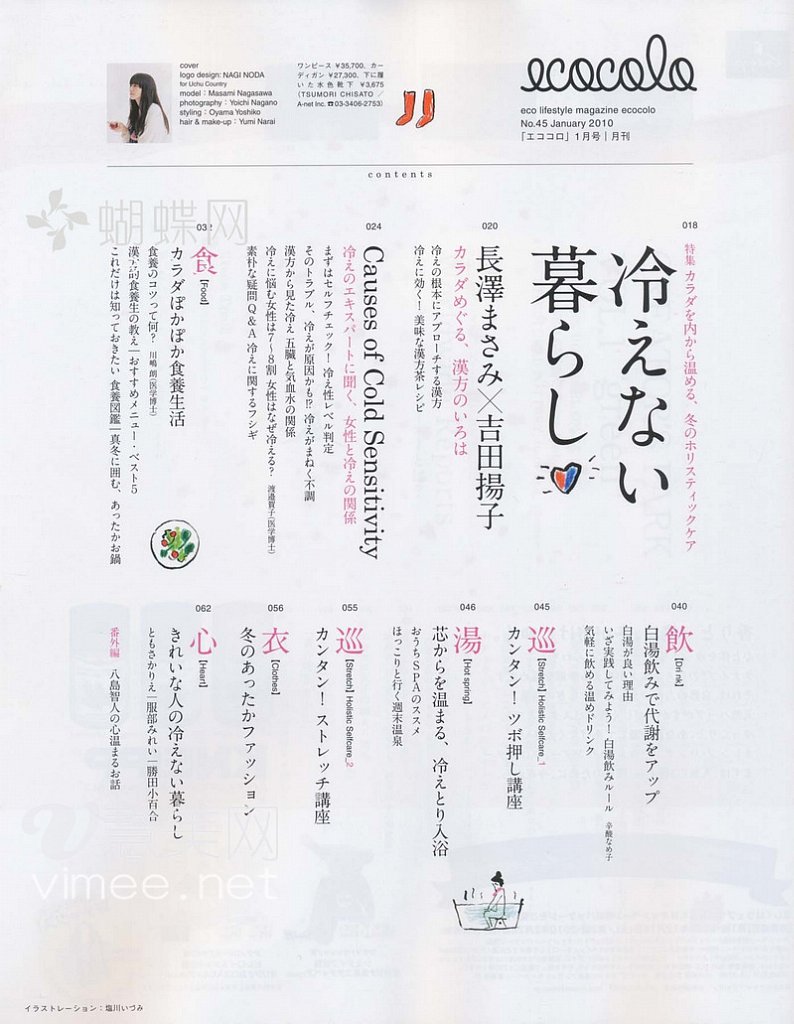 cover
logo design: NAGI NODA
for Uchu Country
model : Masami Nagasawa
photography : Yoichi Nagano
styling : Oyama Yoshiko
hair & make-up : Yumi Narai
ワンピース ¥35,700、カー
ディガン ¥27,300、下に履
いた水色靴下 ¥3,675
(TSUMORI CHISATO ／
A-net Inc. ☎03-3406-2753)
ecocolo
eco lifestyle magazine ecocolo
No.45 January 2010
「エココロ」1月号｜月刊
contents
018
特集 カラダを内から温める、冬のホリスティックケア
冷えない
暮らし
020
長澤まさみ×吉田揚子
カラダめぐる、漢方のいろは
冷えの根本にアプローチする漢方
冷えに効く！ 美味な漢方茶レシピ
024
Causes of Cold Sensitivity
冷えのエキスパートに聞く、女性と冷えの関係
まずはセルフチェック！ 冷え性レベル判定
そのトラブル、冷えが原因かも!? 冷えがまねく不調
漢方から見た冷え 五臓と気血水の関係
冷えに悩む女性は7〜8割 女性はなぜ冷える？ 渡邉賀子(医学博士)
素朴な疑問Q&A 冷えに関するフシギ
032
食 [Food]
カラダぽかぽか食養生活
食養のコツって何？ 川嶋 朗(医学博士)
漢方的食養生の教え｜おすすめメニュー・ベスト5
これだけは知っておきたい 食養図鑑｜真冬に囲む、あったかお鍋
040
飲 [Drink]
白湯飲みで代謝をアップ
白湯が良い理由
いざ実践してみよう！ 白湯飲みルール 辛酸なめ子
気軽に飲める温めドリンク
045
巡 [Stretch] Holistic Selfcare_1
カンタン！ ツボ押し講座
046
湯 [Hot spring]
芯からを温まる、冷えとり入浴
おうちSPAのススメ
ほっこりと行く週末温泉
055
巡 [Stretch] Holistic Selfcare_2
カンタン！ ストレッチ講座
056
衣 [Clothes]
冬のあったかファッション
062
心 [Heart]
きれいな人の冷えない暮らし
ともさかりえ｜服部みれい｜勝田小百合
番外編 八島智人の心温まるお話
蝴蝶网
vimee.net
イラストレーション：塩川いづみ